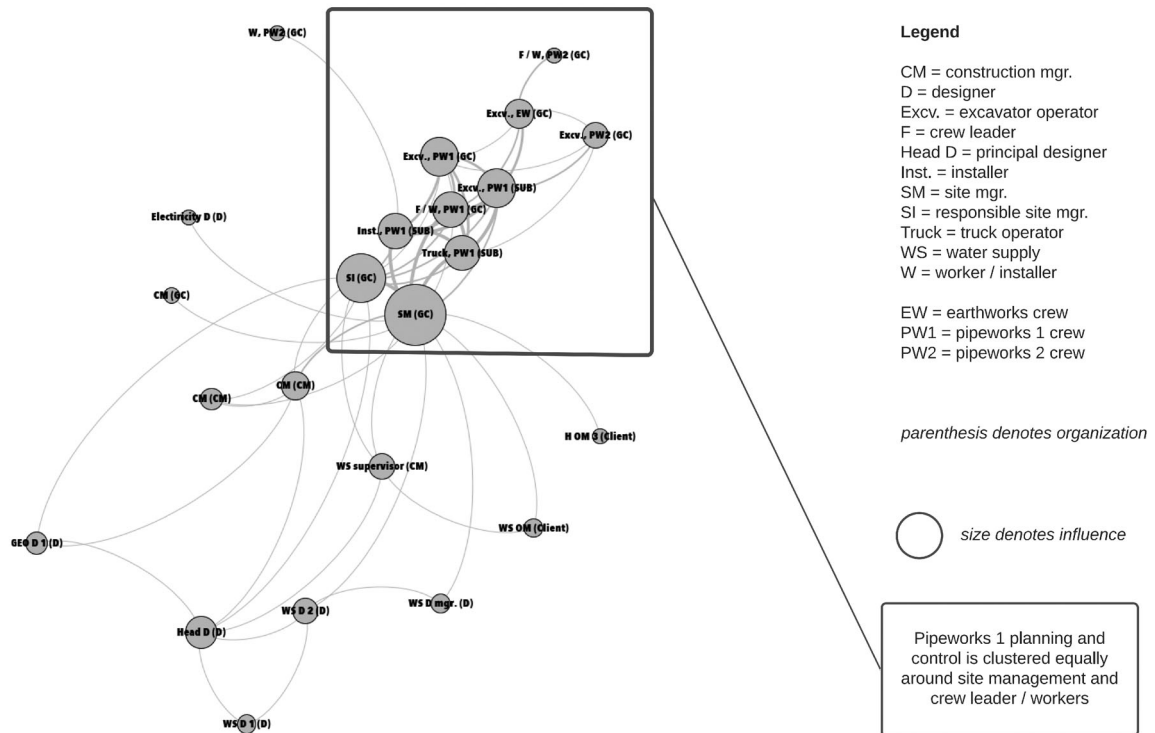 W, PW2 (GC)
F / W, PW2 (GC)
Excv., EW (GC)
Excv., PW2 (GC)
Excv., PW1 (GC)
Excv., PW1 (SUB)
F / W, PW1 (GC)
Inst., PW1 (SUB)
Truck, PW1 (SUB)
Electiricity D (D)
SI (GC)
CM (GC)
SM (GC)
OM (CM)
CM (CM)
H OM 3 (Client)
WS supervisor (CM)
WS OM (Client)
GEO D 1 (D)
WS D mgr. (D)
WS D 2 (D)
Head D (D)
WS D 1 (D)
Legend
CM = construction mgr.
D = designer
Excv. = excavator operator
F = crew leader
Head D = principal designer
Inst. = installer
SM = site mgr.
SI = responsible site mgr.
Truck = truck operator
WS = water supply
W = worker / installer
EW = earthworks crew
PW1 = pipeworks 1 crew
PW2 = pipeworks 2 crew
parenthesis denotes organization
size denotes influence
Pipeworks 1 planning and
control is clustered equally
around site management and
crew leader / workers